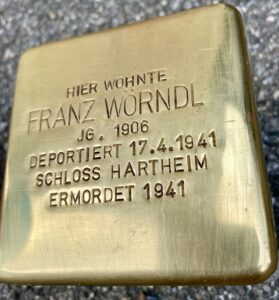 HIER WOHNTE
FRANZ WÖRNDL
JG. 1906
DEPORTIERT 17.4.1941
SCHLOSS HARTHEIM
ERMORDET 1941